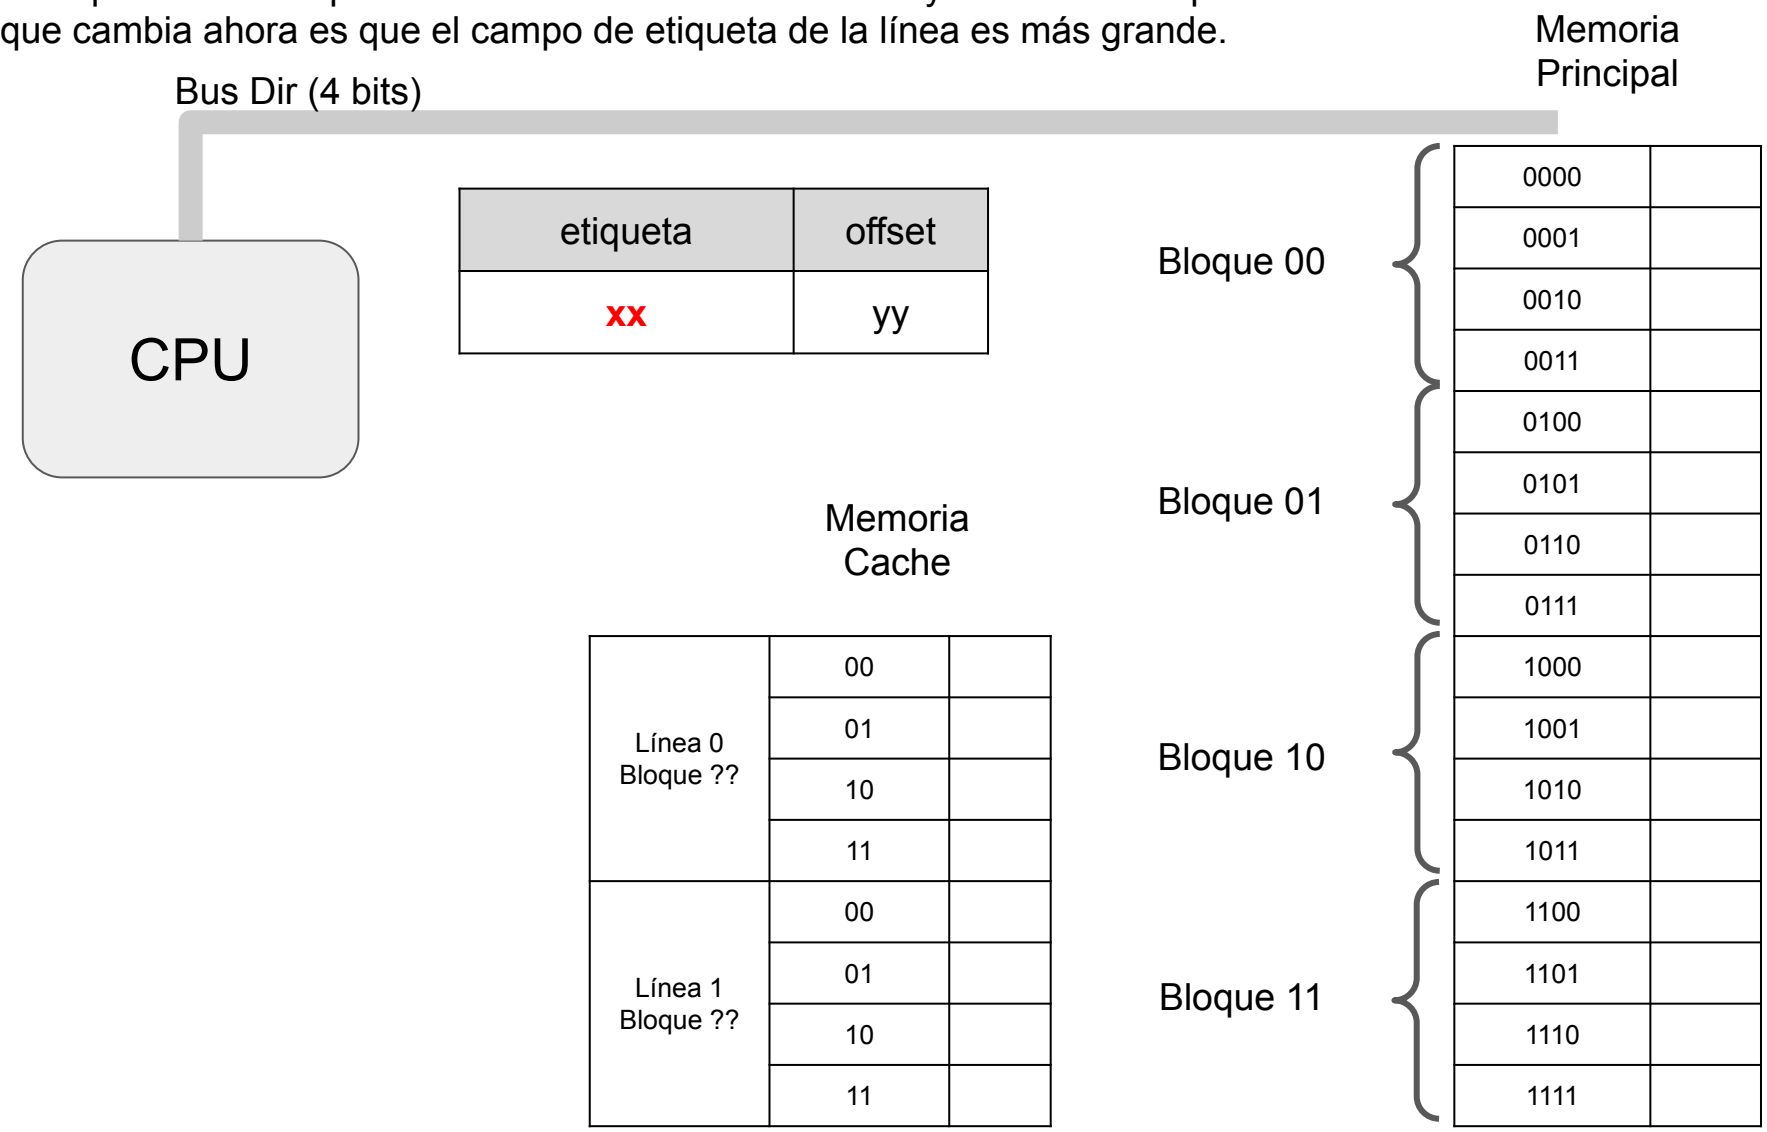 que cambia ahora es que el campo de etiqueta de la línea es más grande.
Memoria
Principal
Bus Dir (4 bits)
CPU
etiqueta offset
xx yy
Memoria
Cache
Línea 0
Bloque ??
00
01
10
11
Línea 1
Bloque ??
00
01
10
11
Bloque 00
0000
0001
0010
0011
Bloque 01
0100
0101
0110
0111
Bloque 10
1000
1001
1010
1011
Bloque 11
1100
1101
1110
1111